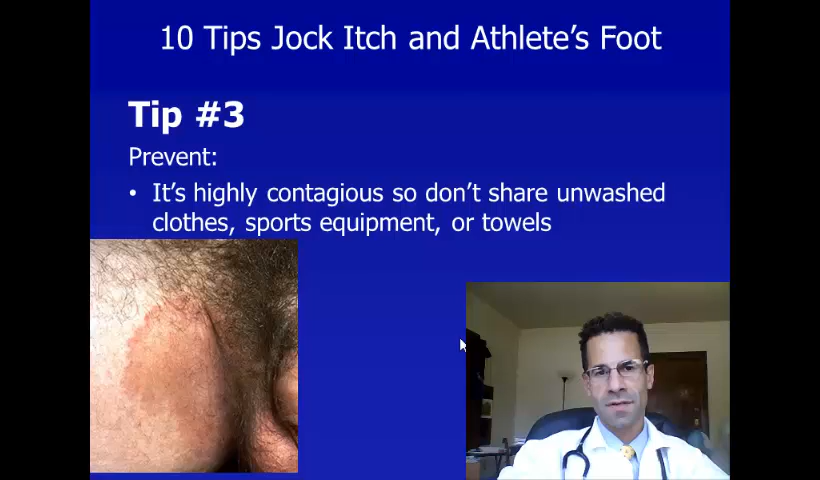 10 Tips Jock Itch and Athlete's Foot
Tip #3
Prevent:
• It's highly contagious so don't share unwashed
clothes, sports equipment, or towels